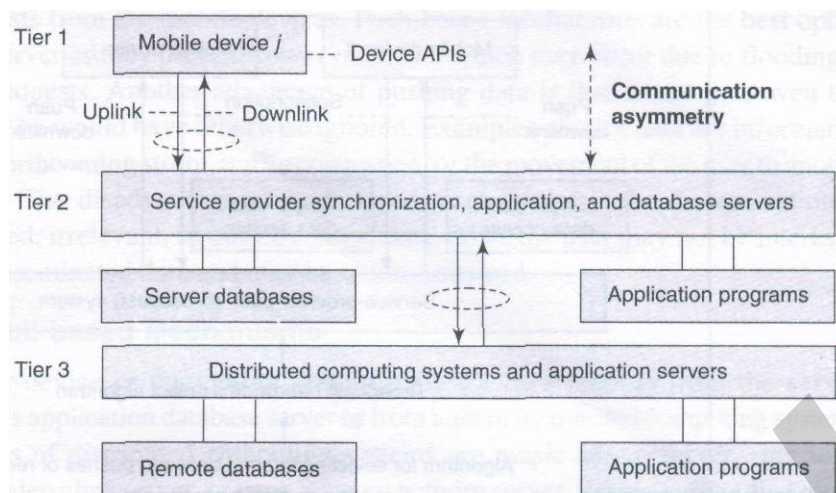 Tier 1
Mobile device j
Device APIs
Uplink
Downlink
Communication
asymmetry
Tier 2
Service provider synchronization, application, and database servers
Server databases
Application programs
Tier 3
Distributed computing systems and application servers
Remote databases
Application programs